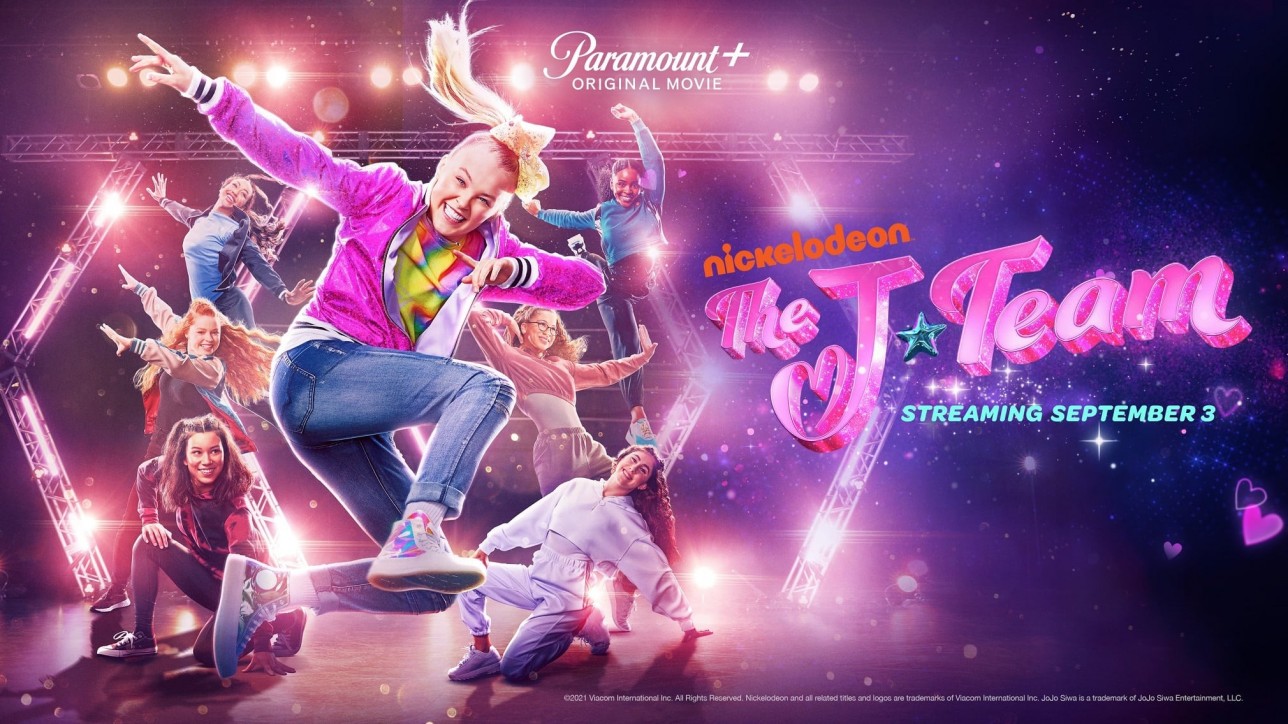 Paramount+
ORIGINAL MOVIE
nickelodeon
The J Team
STREAMING SEPTEMBER 3
©2021 Viacom International Inc. All Rights Reserved. Nickelodeon and all related titles and logos are trademarks of Viacom International Inc. JoJo Siwa is a trademark of JoJo Siwa Entertainment, LLC.